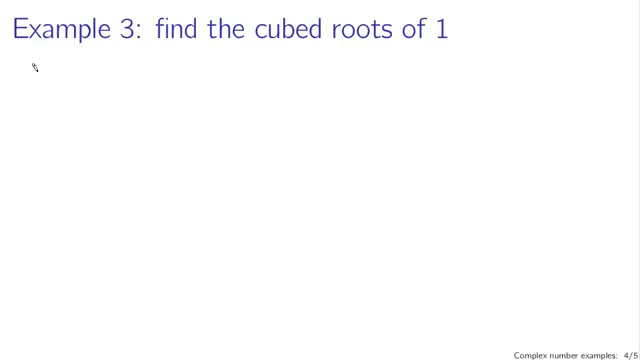 Example 3: find the cubed roots of 1
Complex number examples: 4/5